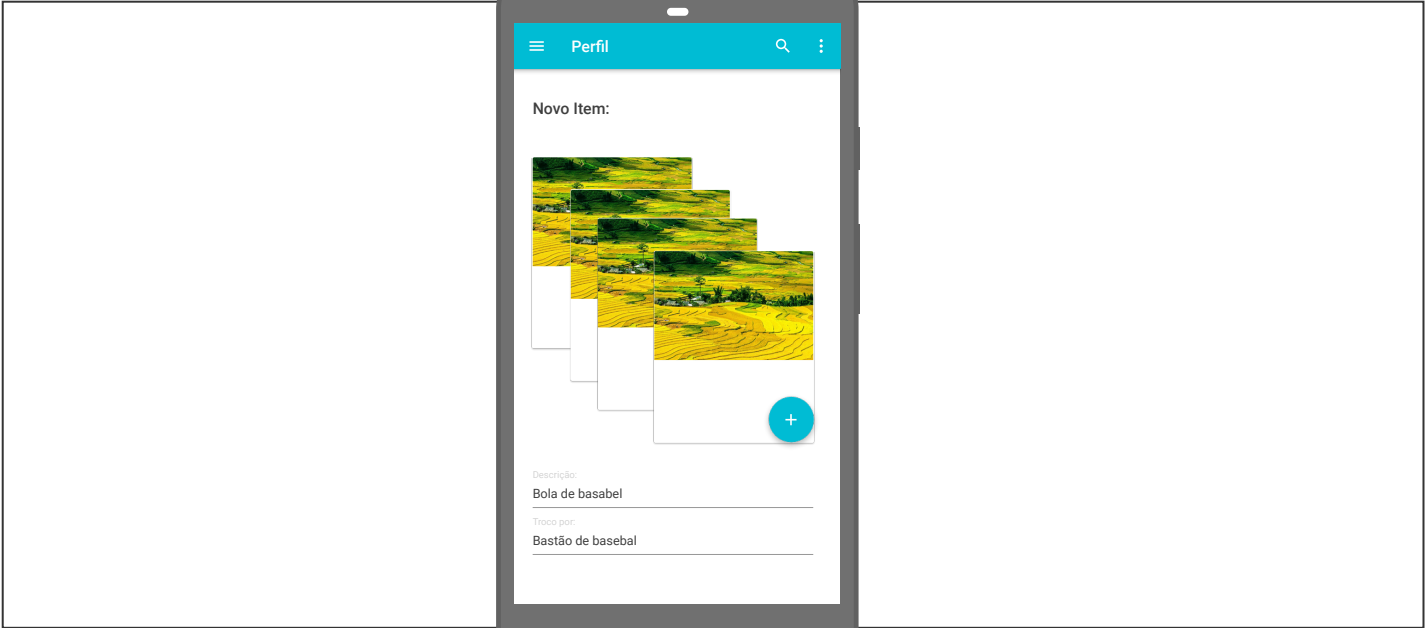 Perfil
Novo Item:
Descrição:
Bola de basabel
Troco por:
Bastão de basebal